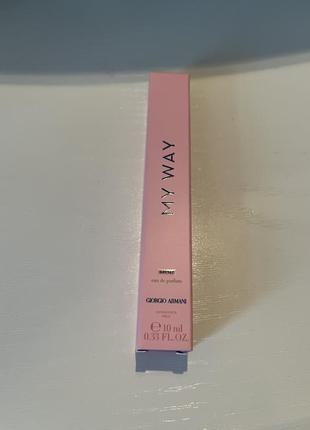 MY WAY
eau de parfum
GIORGIO ARMANI
℮ 10 ml
0.33 FL. OZ.